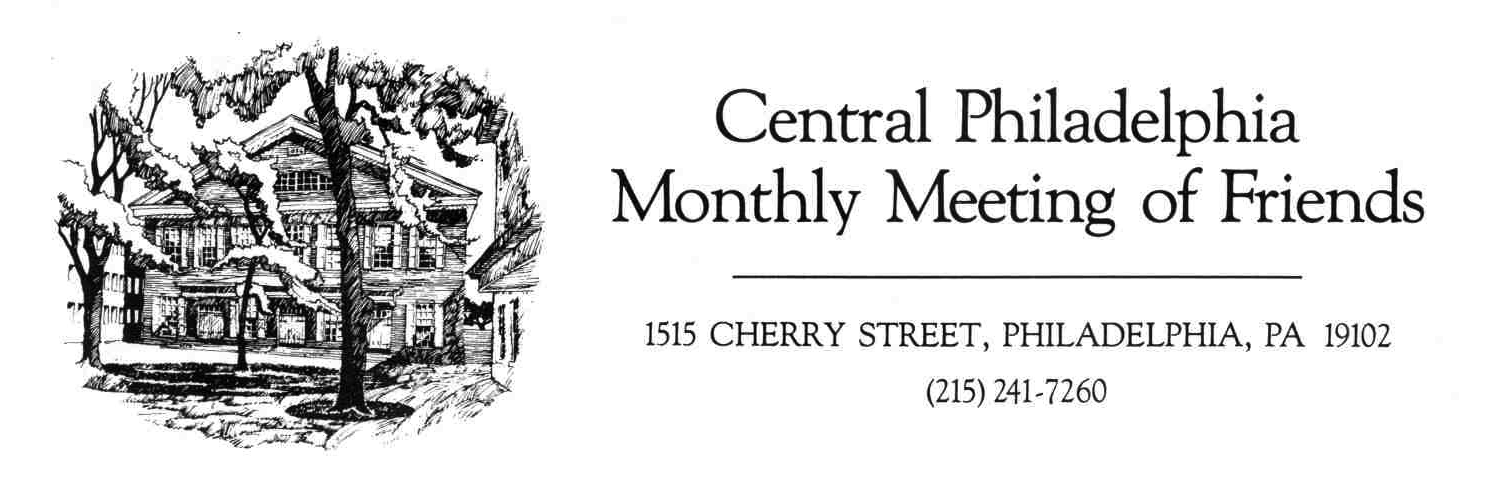 Central Philadelphia
Monthly Meeting of Friends
1515 CHERRY STREET, PHILADELPHIA, PA 19102
(215) 241-7260